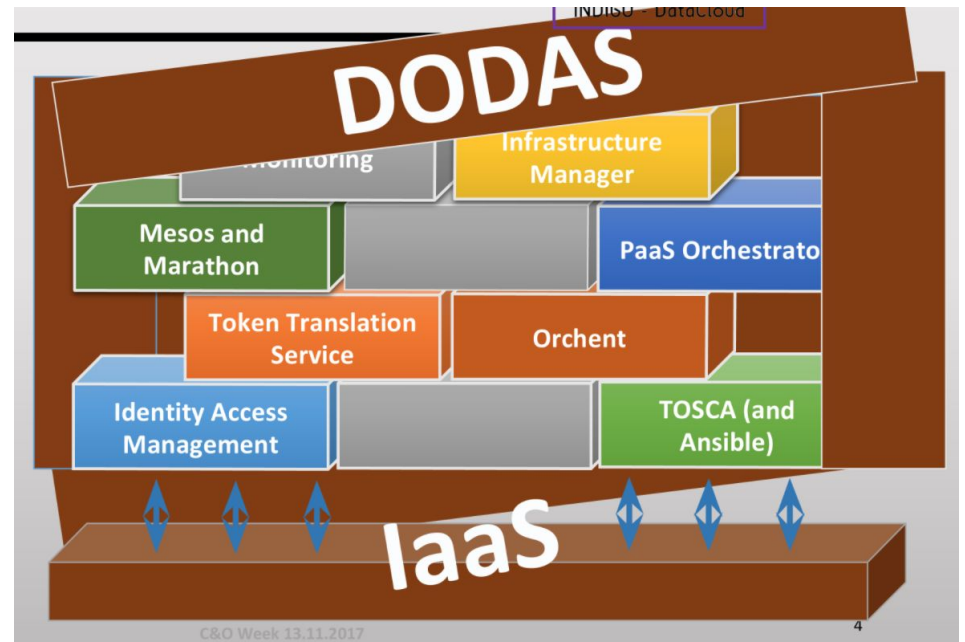 INDIGO - DataCloud
DODAS
Monitoring
Infrastructure
Manager
Mesos and
Marathon
PaaS Orchestrato
Token Translation
Service
Orchent
Identity Access
Management
TOSCA (and
Ansible)
IaaS
C&O Week 13.11.2017
4